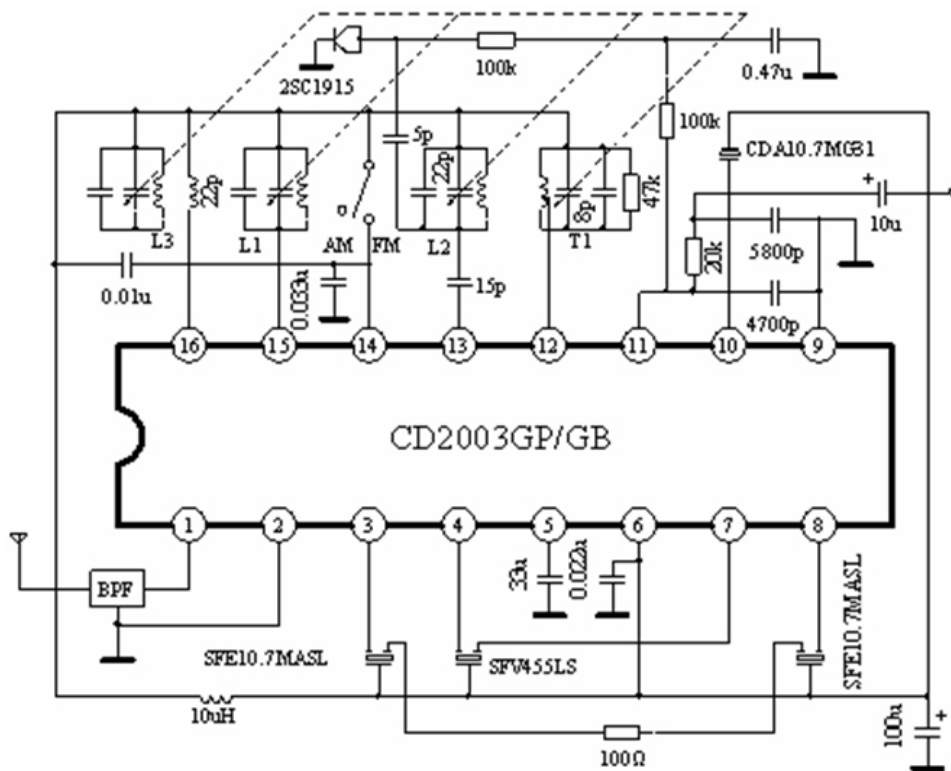 2SC1915
100k
0.47u
100k
CDA10.7MGB1
5p
22p
22p
8p
47k
10u
L3
L1
AM
FM
L2
T1
20k
5800p
0.01u
0.033u
15p
4700p
16
15
14
13
12
11
10
9
CD2003GP/GB
1
2
3
4
5
6
7
8
BPF
33u
0.022u
SFE10.7MASL
SFE10.7MASL
SFW455LS
10uH
100Ω
100u